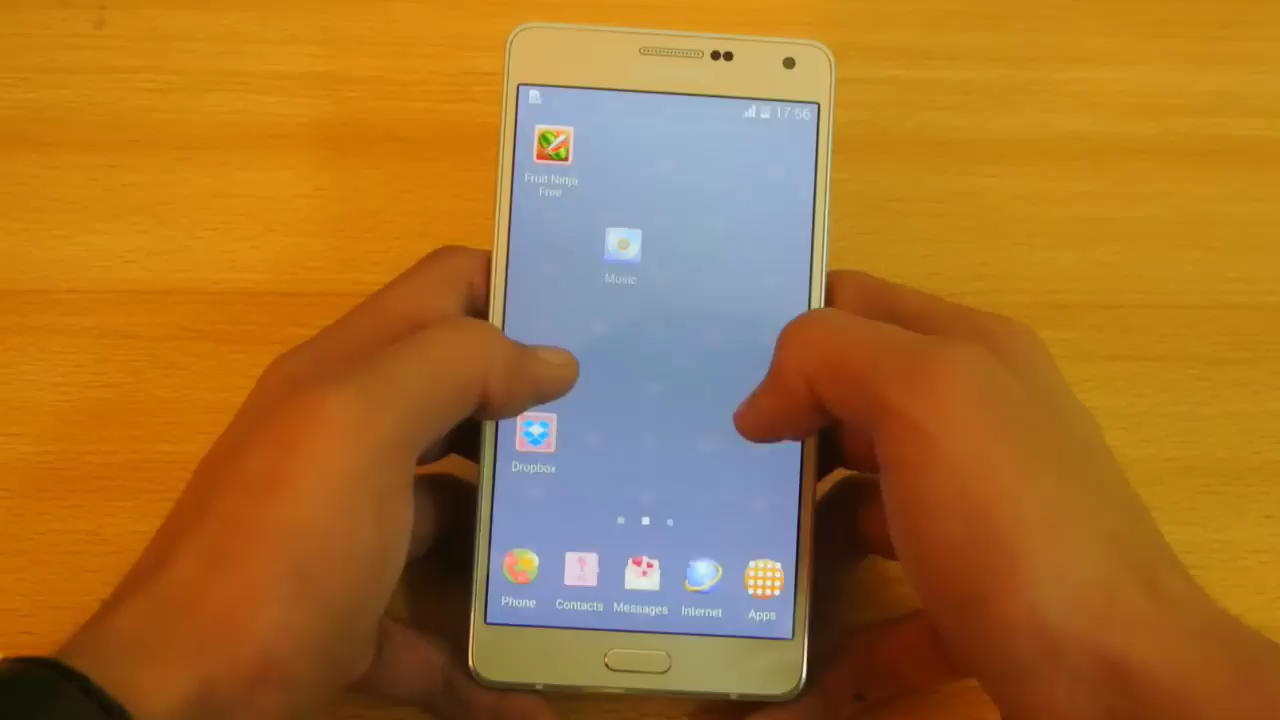 17:56
Fruit Ninja
Free
Music
Dropbox
Phone
Contacts
Messages
Internet
Apps